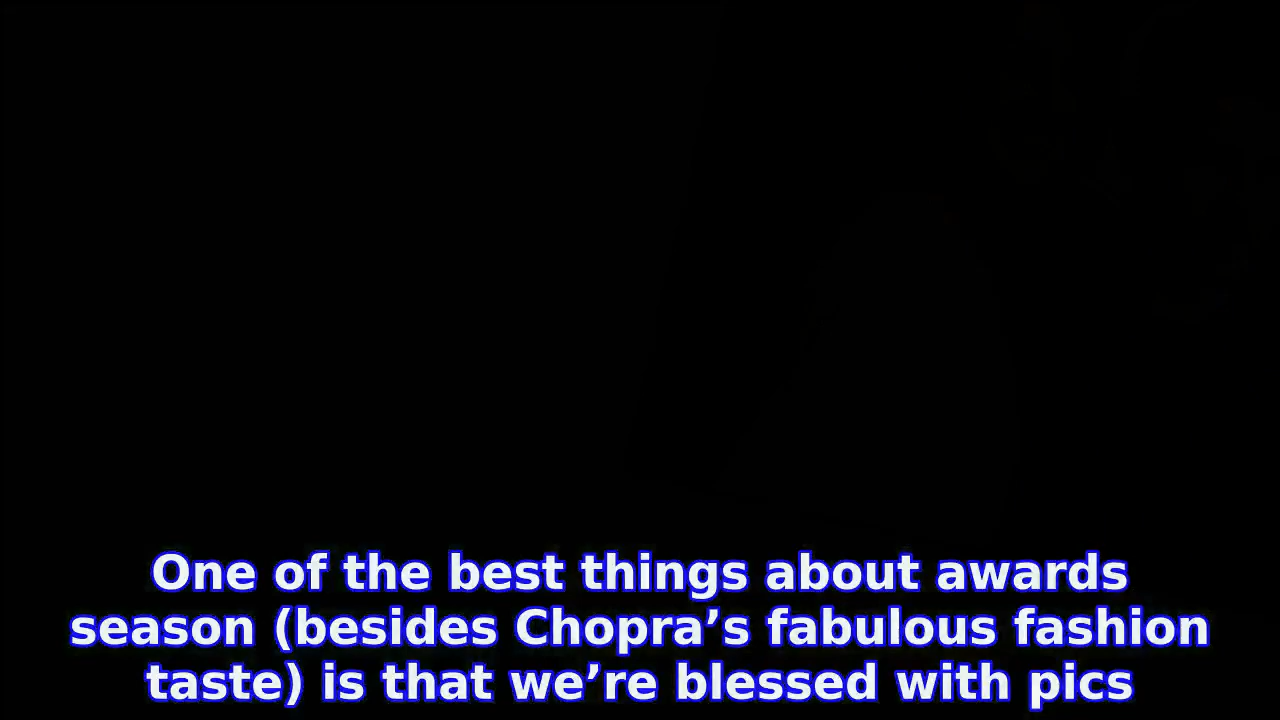 One of the best things about awards
season (besides Chopra’s fabulous fashion
taste) is that we’re blessed with pics